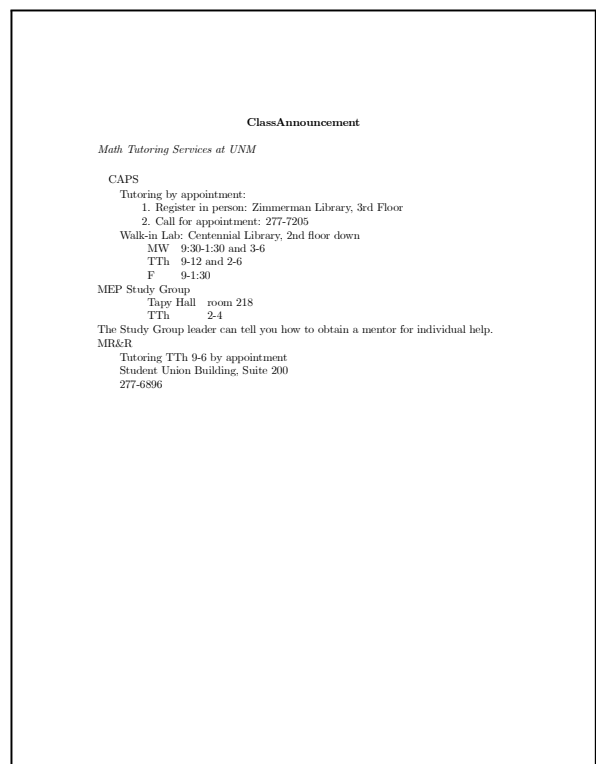 ClassAnnouncement
Math Tutoring Services at UNM
CAPS
Tutoring by appointment:
1. Register in person: Zimmerman Library, 3rd Floor
2. Call for appointment: 277-7205
Walk-in Lab: Centennial Library, 2nd floor down
MW 9:30-1:30 and 3-6
TTh 9-12 and 2-6
F 9-1:30
MEP Study Group
Tapy Hall room 218
TTh 2-4
The Study Group leader can tell you how to obtain a mentor for individual help.
MR&R
Tutoring TTh 9-6 by appointment
Student Union Building, Suite 200
277-6896